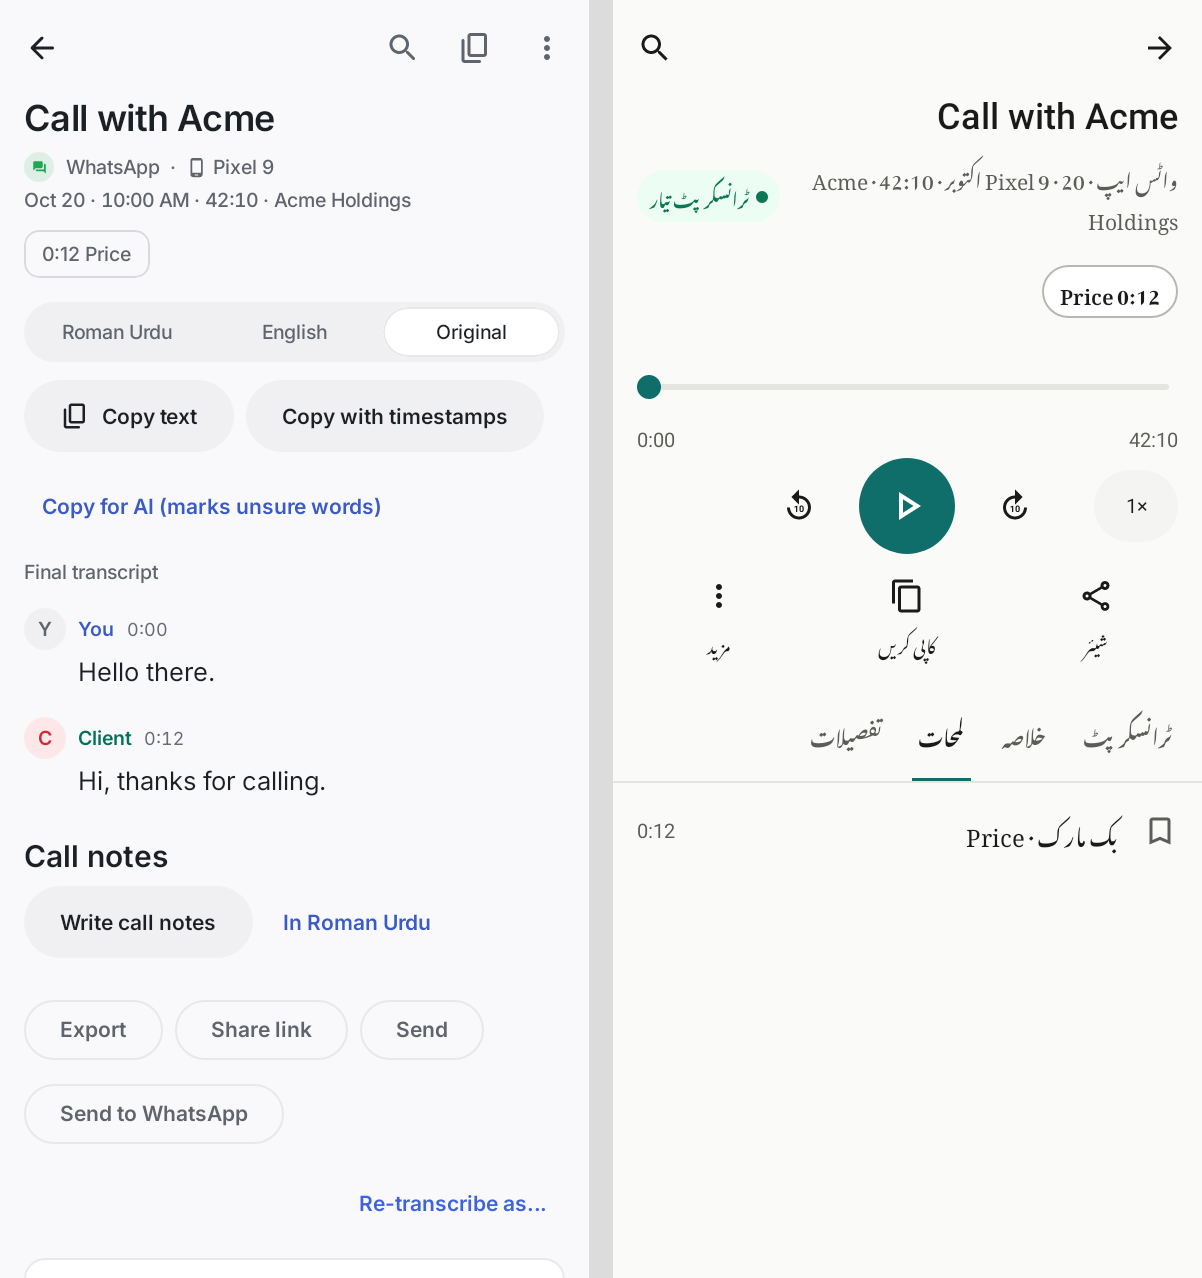 Call with Acme
WhatsApp · Pixel 9
Oct 20 · 10:00 AM · 42:10 · Acme Holdings
0:12 Price
Roman Urdu English Original
Copy text Copy with timestamps
Copy for AI (marks unsure words)
Final transcript
Y You 0:00
Hello there.
C Client 0:12
Hi, thanks for calling.
Call notes
Write call notes In Roman Urdu
Export Share link Send
Send to WhatsApp
Re-transcribe as...
Call with Acme
واٹس ایپ · Pixel 9 · 20 اکتوبر · 42:10 · Acme Holdings
ٹرانسکرپٹ تیار
Price 0:12
0:00 42:10
10 10 1×
شیئر کاپی کریں مزید
ٹرانسکرپٹ خلاصہ لمحات تفصیلات
بک مارک · Price 0:12